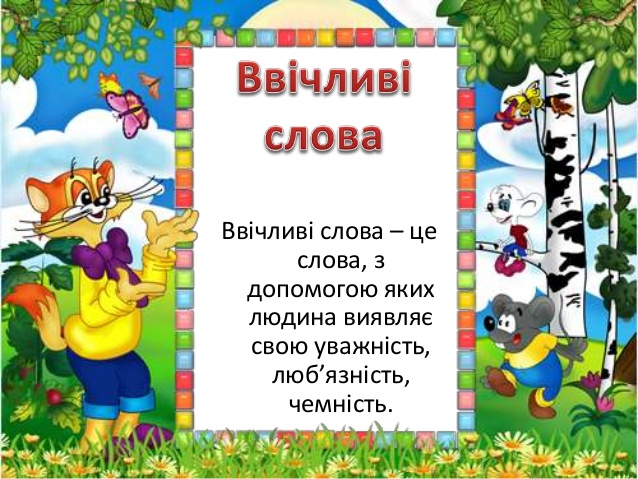 Ввічливі
слова
Ввічливі слова – це
слова, з
допомогою яких
людина виявляє
свою уважність,
люб’язність,
чемність.